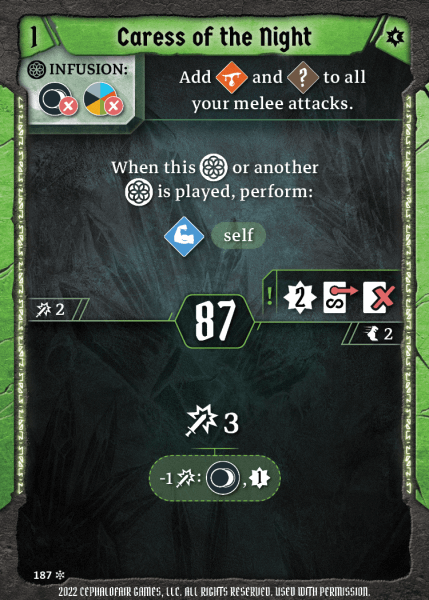 1
Caress of the Night
INFUSION:
Add and ? to all
your melee attacks.
When this or another
is played, perform:
self
! 2 8
2
87
2
3
-1 : , 1
187
2022 CEPHALOFAIR GAMES, LLC. ALL RIGHTS RESERVED. USED WITH PERMISSION.